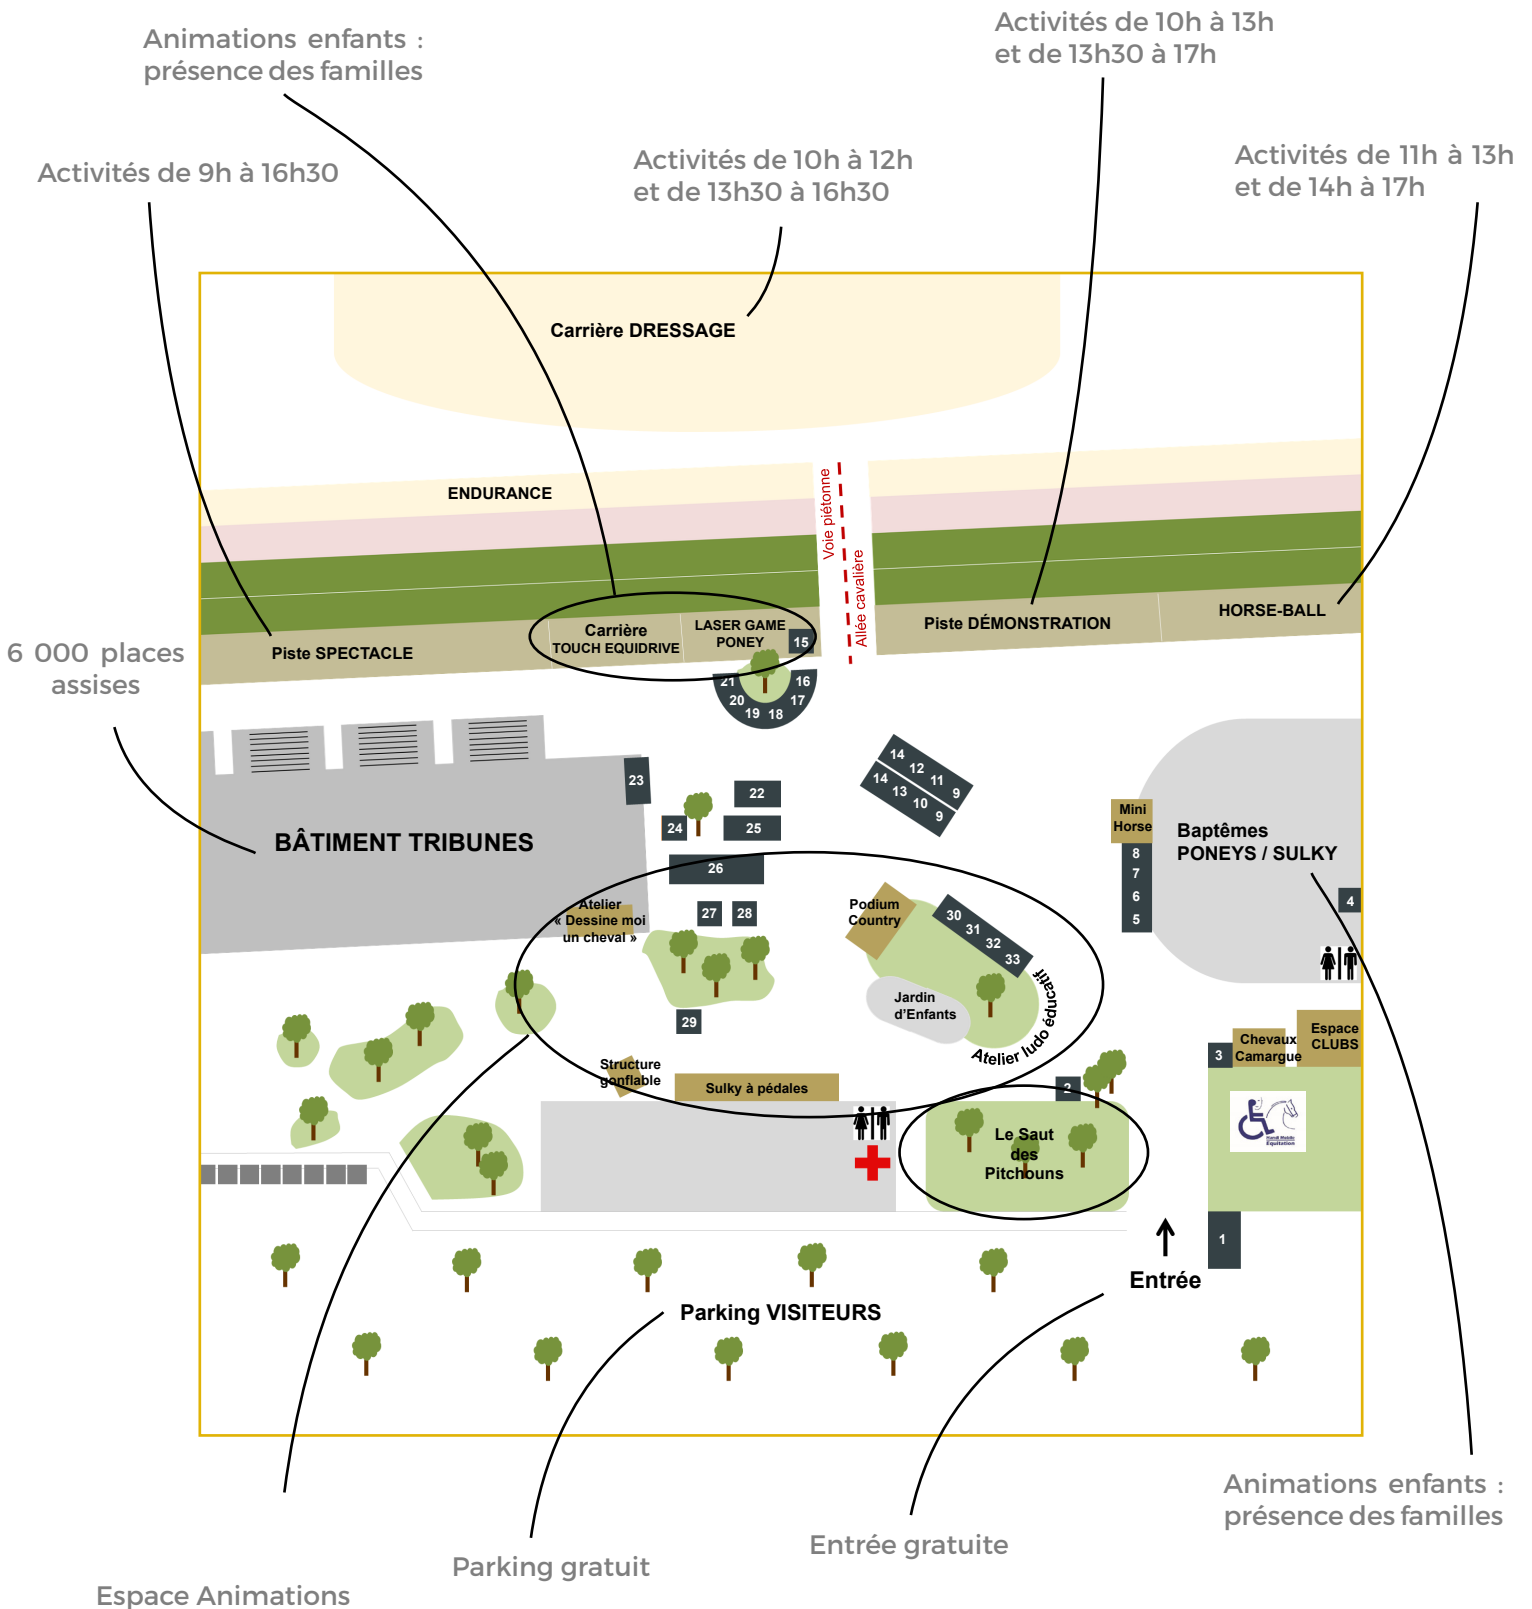 Animations enfants :
présence des familles
Activités de 10h à 13h
et de 13h30 à 17h
Activités de 9h à 16h30
Activités de 10h à 12h
et de 13h30 à 16h30
Activités de 11h à 13h
et de 14h à 17h
Carrière DRESSAGE
ENDURANCE
Voie piétonne
Allée cavalière
Piste SPECTACLE
Carrière
TOUCH EQUIDRIVE
LASER GAME
PONEY
15
Piste DÉMONSTRATION
HORSE-BALL
6 000 places
assises
21
20
19
18
17
16
14
12
11
9
14
13
10
9
23
22
24
25
26
27
28
BÂTIMENT TRIBUNES
Mini
Horse
8
7
6
5
Baptêmes
PONEYS / SULKY
4
Atelier
« Dessine moi
un cheval »
Podium
Country
30
31
32
33
Jardin
d'Enfants
Atelier ludo éducatif
29
Structure
gonflable
Sulky à pédales
2
3
Chevaux
Camargue
Espace
CLUBS
Handi Mobile
Equitation
Le Saut
des
Pitchouns
1
Entrée
Parking VISITEURS
Animations enfants :
présence des familles
Entrée gratuite
Parking gratuit
Espace Animations